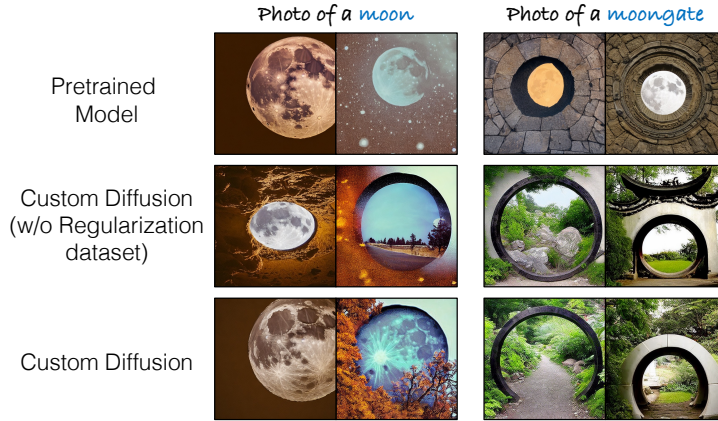 Photo of a moon
Photo of a moongate
Pretrained
Model
Custom Diffusion
(w/o Regularization
dataset)
Custom Diffusion